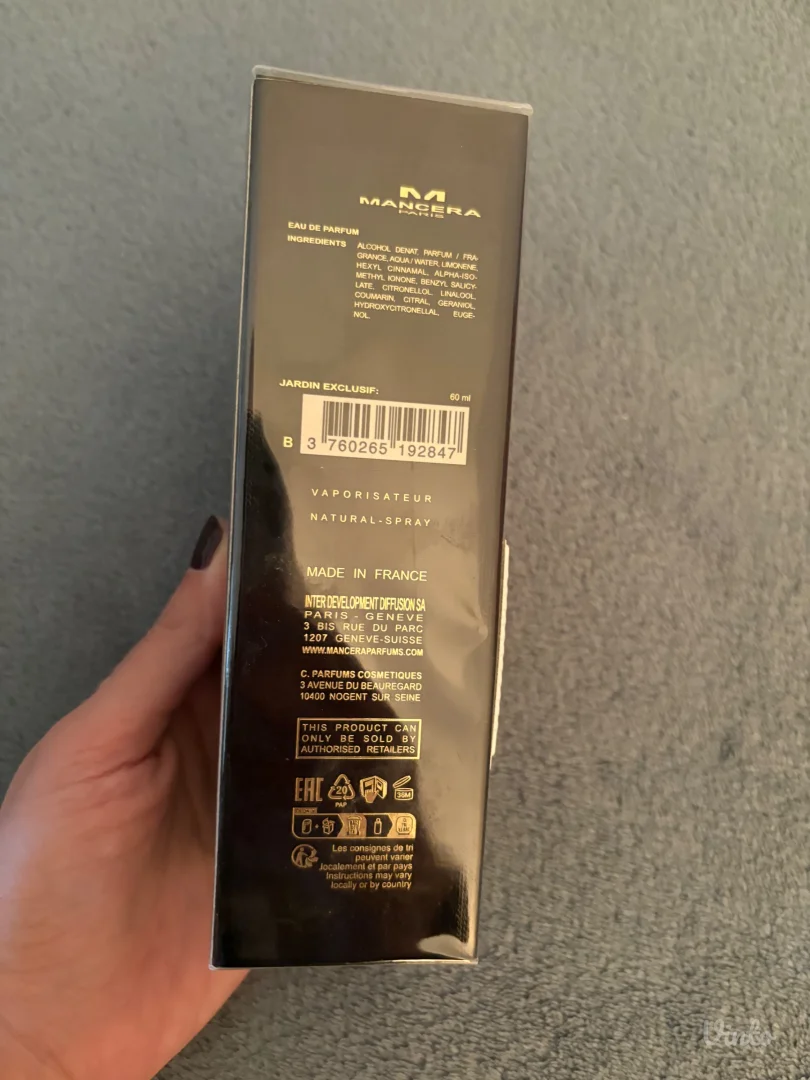 MANCERA
PARIS
EAU DE PARFUM
INGREDIENTS
ALCOHOL DENAT, PARFUM / FRA-
GRANCE, AQUA / WATER, LIMONENE,
HEXYL CINNAMAL, ALPHA-ISO-
METHYL IONONE, BENZYL SALICY-
LATE, CITRONELLOL, LINALOOL,
COUMARIN, CITRAL, GERANIOL,
HYDROXYCITRONELLAL, EUGE-
NOL.
JARDIN EXCLUSIF:
60 ml
B 3 760265 192847
VAPORISATEUR
NATURAL-SPRAY
MADE IN FRANCE
INTER DEVELOPMENT DIFFUSION SA
PARIS - GENEVE
3 BIS RUE DU PARC
1207 GENEVE-SUISSE
WWW.MANCERAPARFUMS.COM
C. PARFUMS COSMETIQUES
3 AVENUE DU BEAUREGARD
10400 NOGENT SUR SEINE
THIS PRODUCT CAN
ONLY BE SOLD BY
AUTHORISED RETAILERS
EAC 20 36M
PAP
Les consignes de tri
peuvent varier
localement et par pays
Instructions may vary
locally or by country